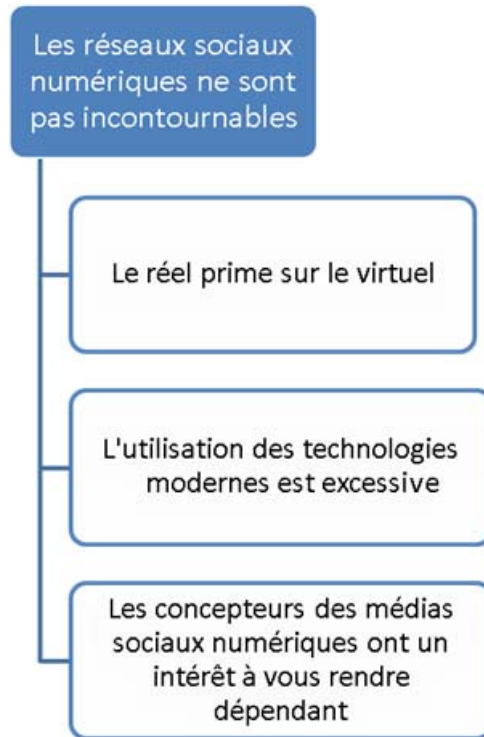 Les réseaux sociaux
numériques ne sont
pas incontournables
Le réel prime sur le virtuel
L'utilisation des technologies
modernes est excessive
Les concepteurs des médias
sociaux numériques ont un
intérêt à vous rendre
dépendant